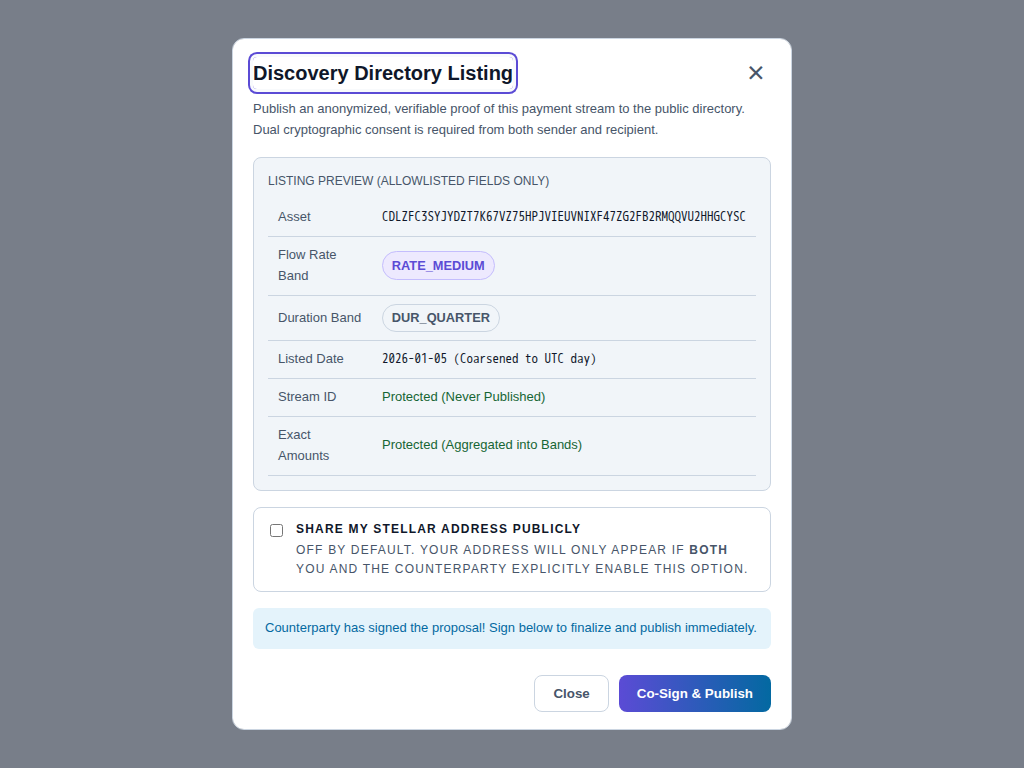 Discovery Directory Listing
Publish an anonymized, verifiable proof of this payment stream to the public directory.
Dual cryptographic consent is required from both sender and recipient.
LISTING PREVIEW (ALLOWLISTED FIELDS ONLY)
Asset CDLZFC3SYJYDZT7K67VZ75HPJVIEUVNIXF47ZG2FB2RMQQVU2HHGCYSC
Flow Rate
Band
RATE_MEDIUM
Duration Band DUR_QUARTER
Listed Date 2026-01-05 (Coarsened to UTC day)
Stream ID Protected (Never Published)
Exact
Amounts
Protected (Aggregated into Bands)
SHARE MY STELLAR ADDRESS PUBLICLY
OFF BY DEFAULT. YOUR ADDRESS WILL ONLY APPEAR IF BOTH
YOU AND THE COUNTERPARTY EXPLICITLY ENABLE THIS OPTION.
Counterparty has signed the proposal! Sign below to finalize and publish immediately.
Close Co-Sign & Publish